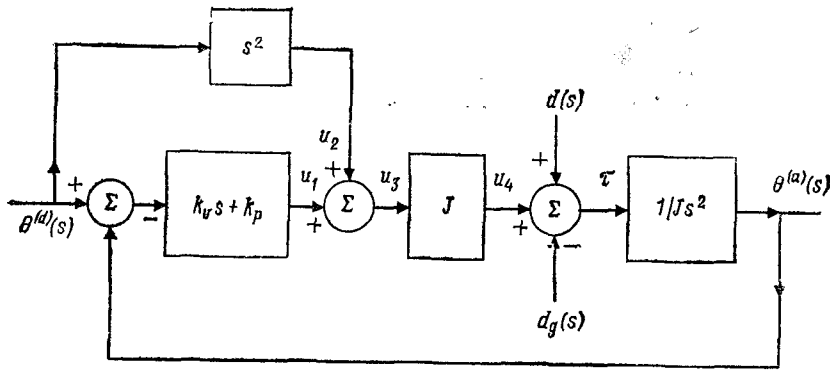 s²
d(s)
u₂
u₁
u₃
u₄
τ
θ⁽ᵃ⁾(s)
+
+
+
Σ
k_v s + k_p
Σ
J
Σ
1/Js²
−
+
+
−
θ⁽ᵈ⁾(s)
d_g(s)